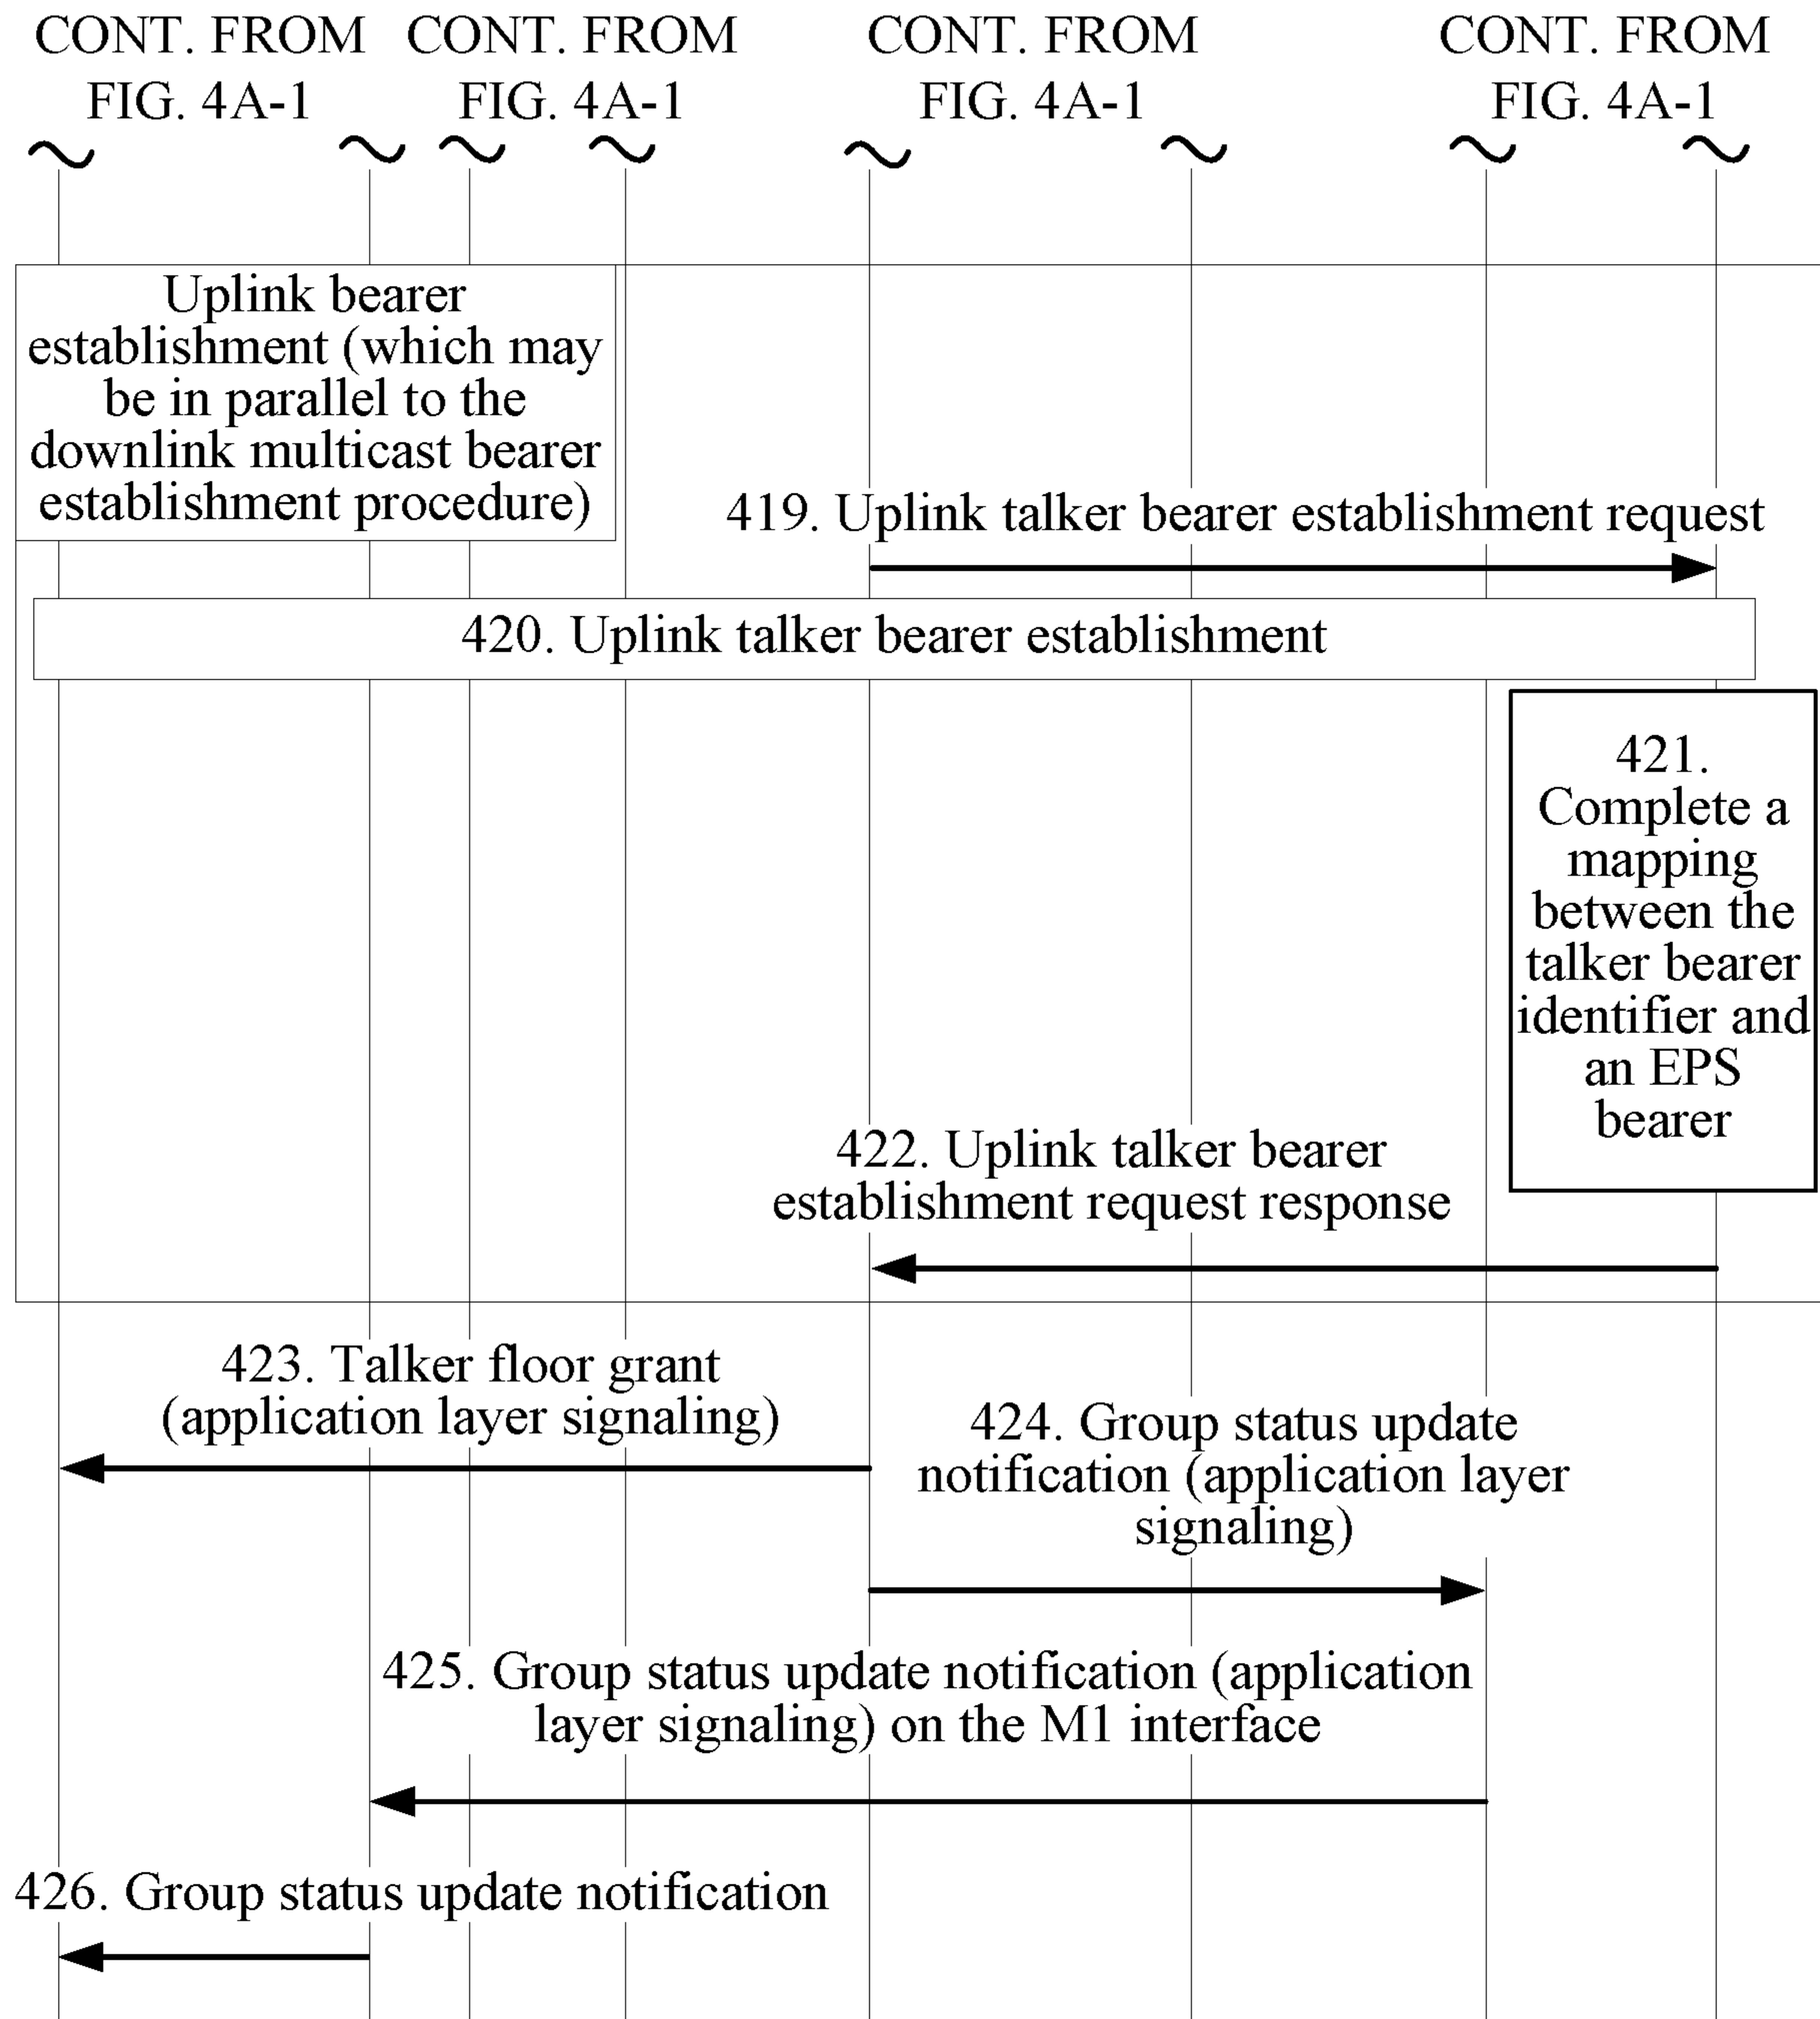 CONT. FROM
FIG. 4A-1
CONT. FROM
FIG. 4A-1
CONT. FROM
FIG. 4A-1
CONT. FROM
FIG. 4A-1
Uplink bearer
establishment (which may
be in parallel to the
downlink multicast bearer
establishment procedure)
419. Uplink talker bearer establishment request
420. Uplink talker bearer establishment
421.
Complete a
mapping
between the
talker bearer
identifier and
an EPS
bearer
422. Uplink talker bearer
establishment request response
423. Talker floor grant
(application layer signaling)
424. Group status update
notification (application layer
signaling)
425. Group status update notification (application
layer signaling) on the M1 interface
426. Group status update notification